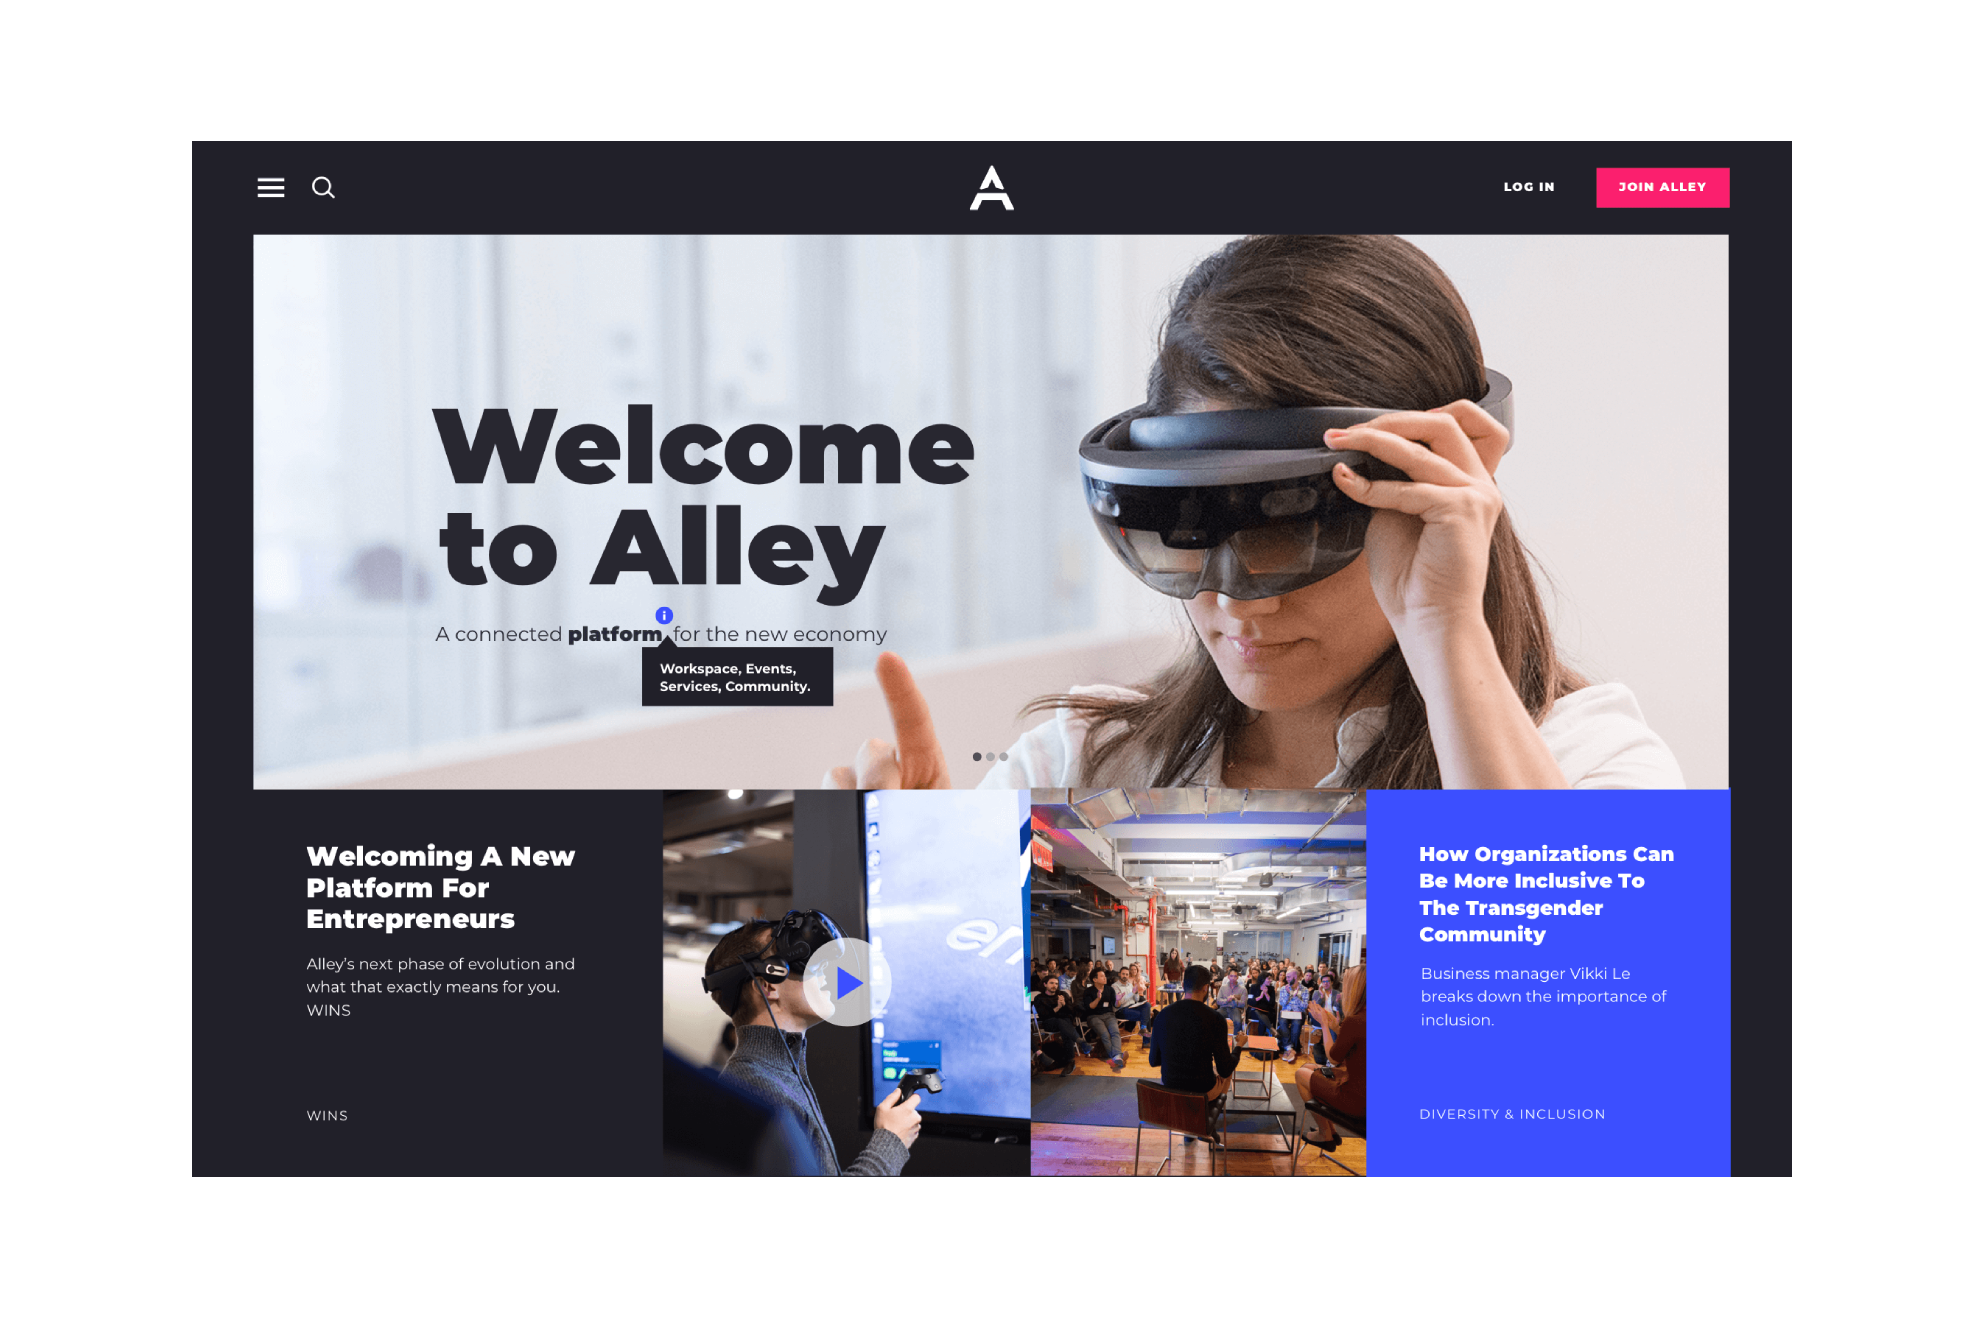 LOG IN
JOIN ALLEY
Welcome
to Alley
A connected platform for the new economy
Workspace, Events,
Services, Community.
Welcoming A New
Platform For
Entrepreneurs
Alley’s next phase of evolution and
what that exactly means for you.
WINS
WINS
How Organizations Can
Be More Inclusive To
The Transgender
Community
Business manager Vikki Le
breaks down the importance of
inclusion.
DIVERSITY & INCLUSION